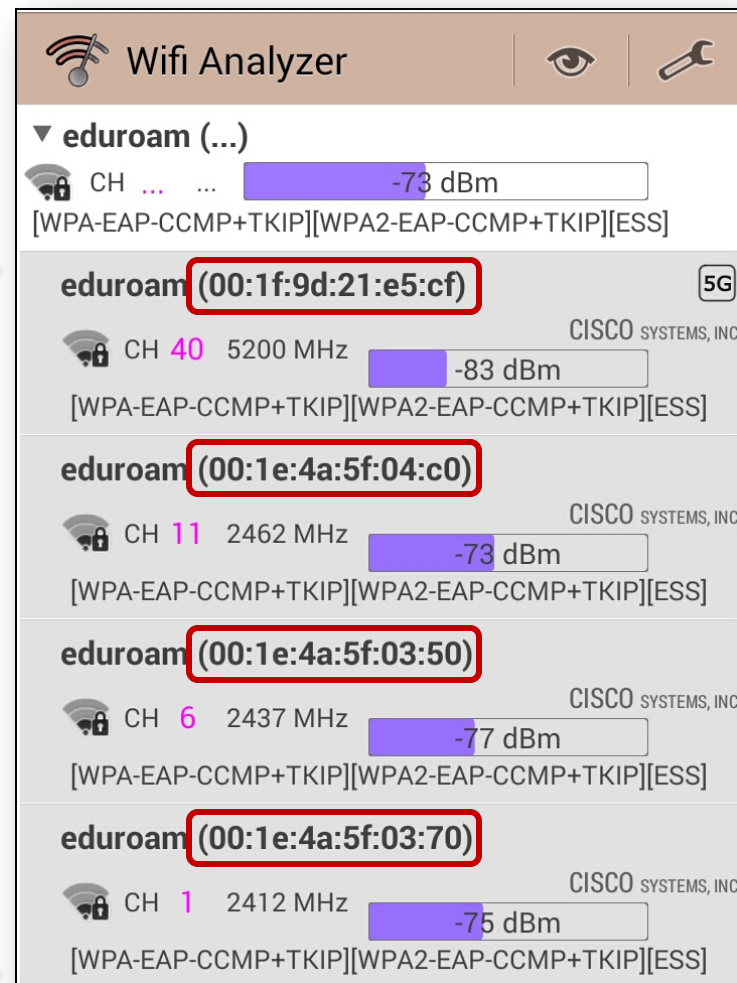 Wifi Analyzer
eduroam (...)
CH ... ... -73 dBm
[WPA-EAP-CCMP+TKIP][WPA2-EAP-CCMP+TKIP][ESS]
eduroam (00:1f:9d:21:e5:cf) 5G
CISCO SYSTEMS, INC
CH 40 5200 MHz -83 dBm
[WPA-EAP-CCMP+TKIP][WPA2-EAP-CCMP+TKIP][ESS]
eduroam (00:1e:4a:5f:04:c0)
CISCO SYSTEMS, INC
CH 11 2462 MHz -73 dBm
[WPA-EAP-CCMP+TKIP][WPA2-EAP-CCMP+TKIP][ESS]
eduroam (00:1e:4a:5f:03:50)
CISCO SYSTEMS, INC
CH 6 2437 MHz -77 dBm
[WPA-EAP-CCMP+TKIP][WPA2-EAP-CCMP+TKIP][ESS]
eduroam (00:1e:4a:5f:03:70)
CISCO SYSTEMS, INC
CH 1 2412 MHz -75 dBm
[WPA-EAP-CCMP+TKIP][WPA2-EAP-CCMP+TKIP][ESS]